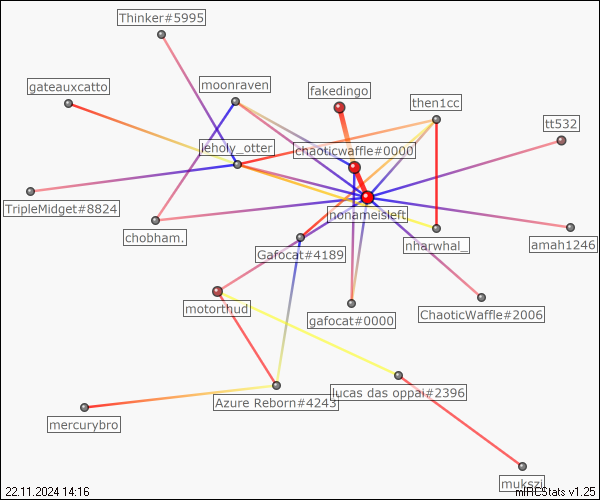 Thinker#5995
gateauxcatto
moonraven
fakedingo
then1cc
tt532
leholy_otter
chaoticwaffle#0000
TripleMidget#8824
chobham.
nonameisleft
Gafocat#4189
nharwhal_
amah1246
motorthud
gafocat#0000
ChaoticWaffle#2006
Azure Reborn#4243
lucas das oppai#2396
mercurybro
mukszi
22.11.2024 14:16
mIRCStats v1.25